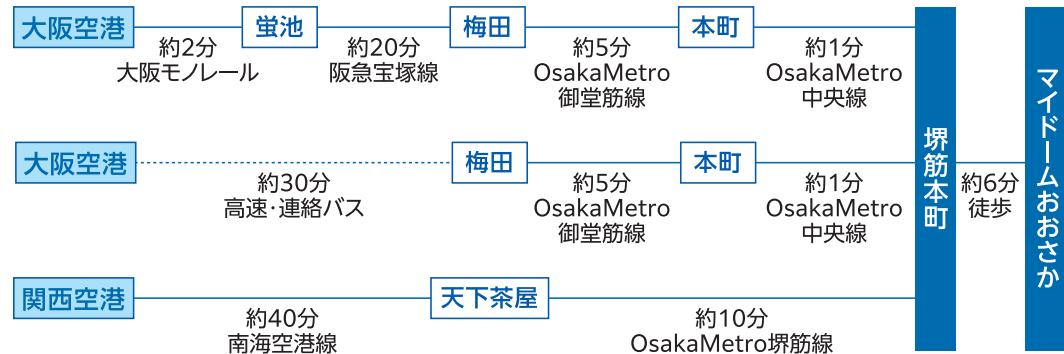 大阪空港
約2分
大阪モノレール
蛍池
約20分
阪急宝塚線
梅田
約5分
OsakaMetro
御堂筋線
本町
約1分
OsakaMetro
中央線
大阪空港
約30分
高速・連絡バス
梅田
約5分
OsakaMetro
御堂筋線
本町
約1分
OsakaMetro
中央線
関西空港
約40分
南海空港線
天下茶屋
約10分
OsakaMetro堺筋線
堺筋本町
約6分
徒歩
マイドームおおさか